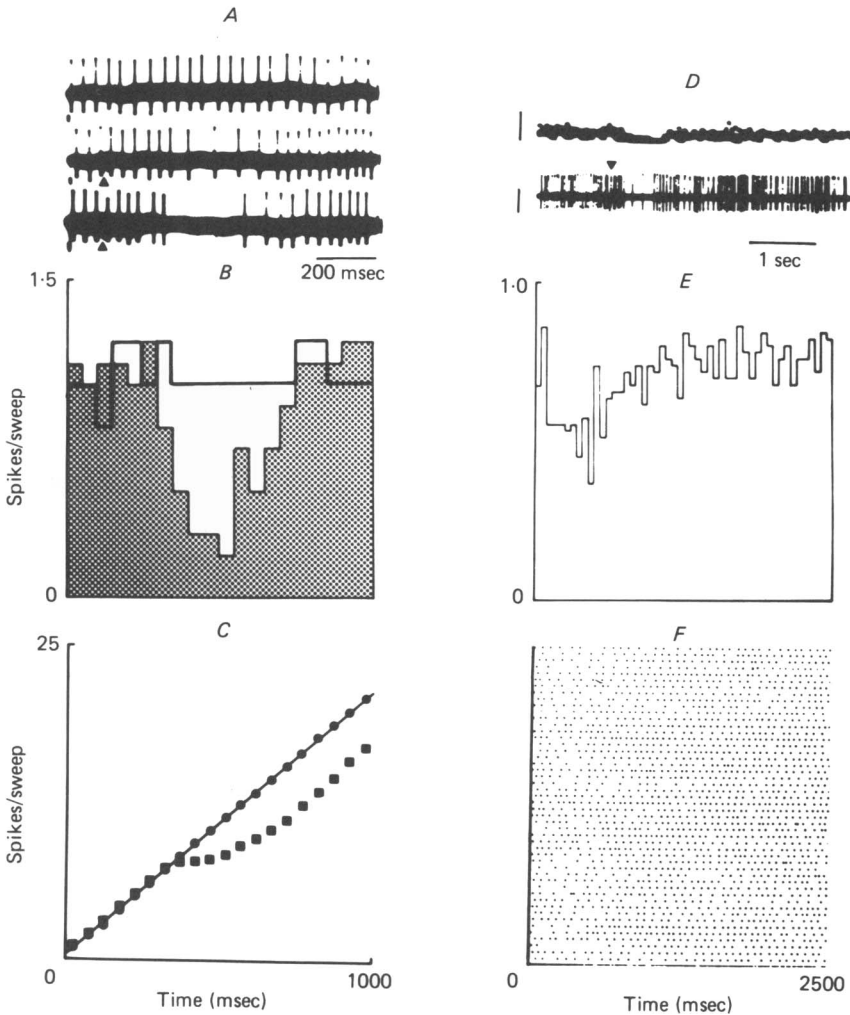 A
200 msec
B
1·5
Spikes/sweep
0
C
25
Spikes/sweep
0
1000
Time (msec)
D
1 sec
E
1·0
0
F
0
2500
Time (msec)